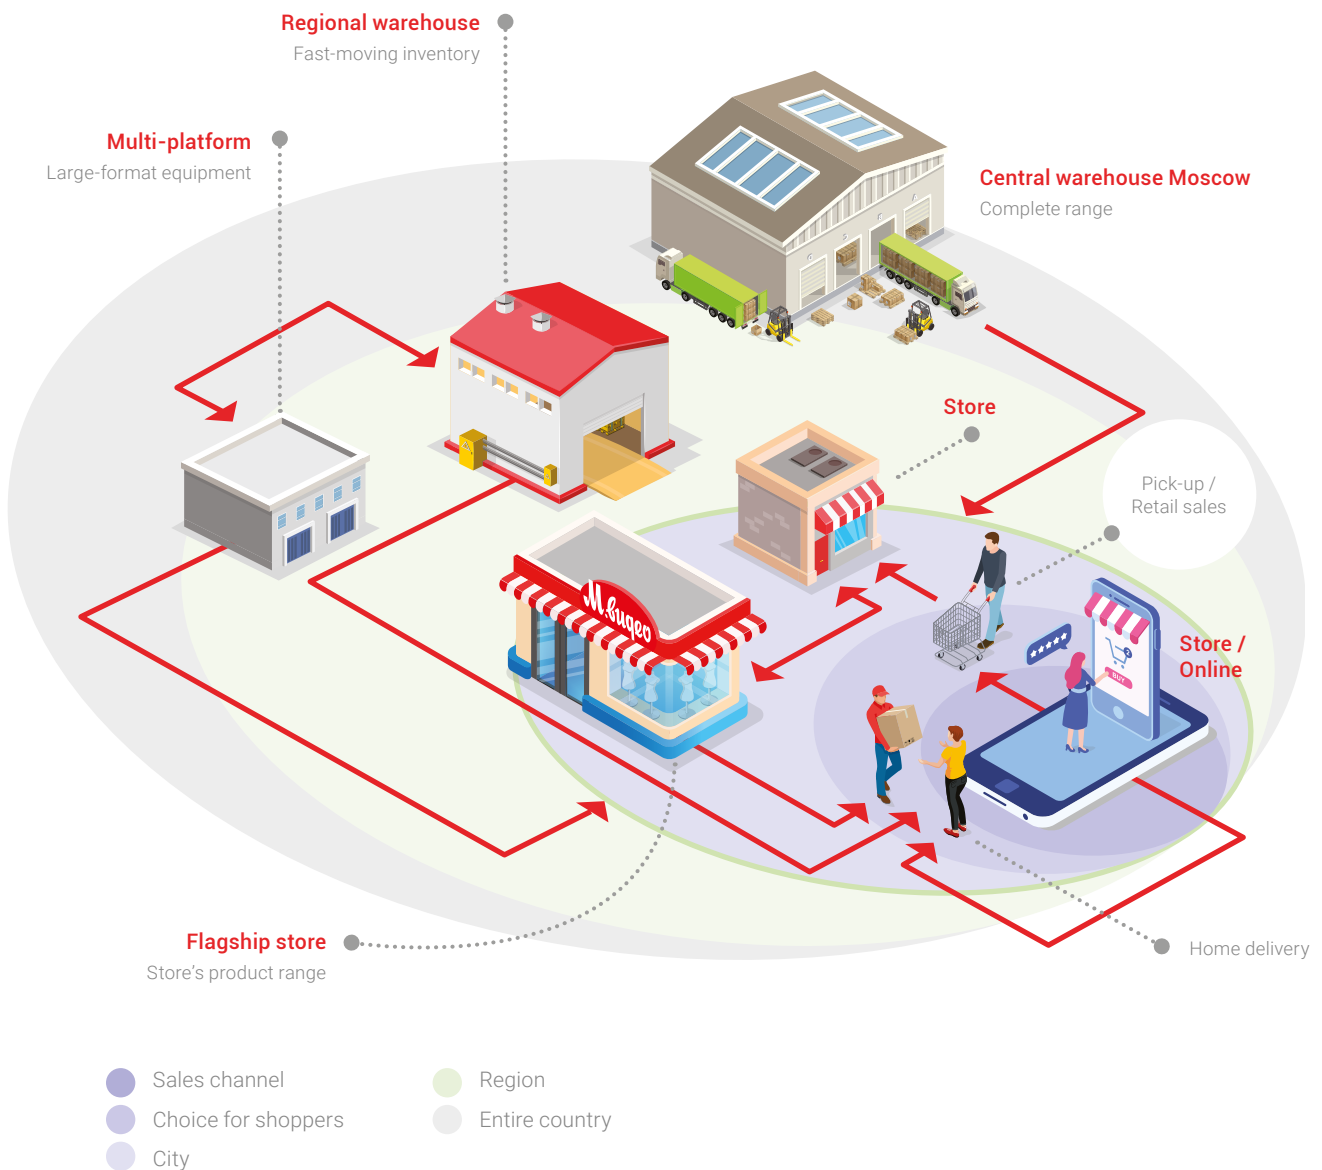 Regional warehouse
Fast-moving inventory
Multi-platform
Large-format equipment
Central warehouse Moscow
Complete range
Store
Pick-up /
Retail sales
М.видео
Store /
Online
BUY
Flagship store
Store's product range
Home delivery
Sales channel
Choice for shoppers
City
Region
Entire country